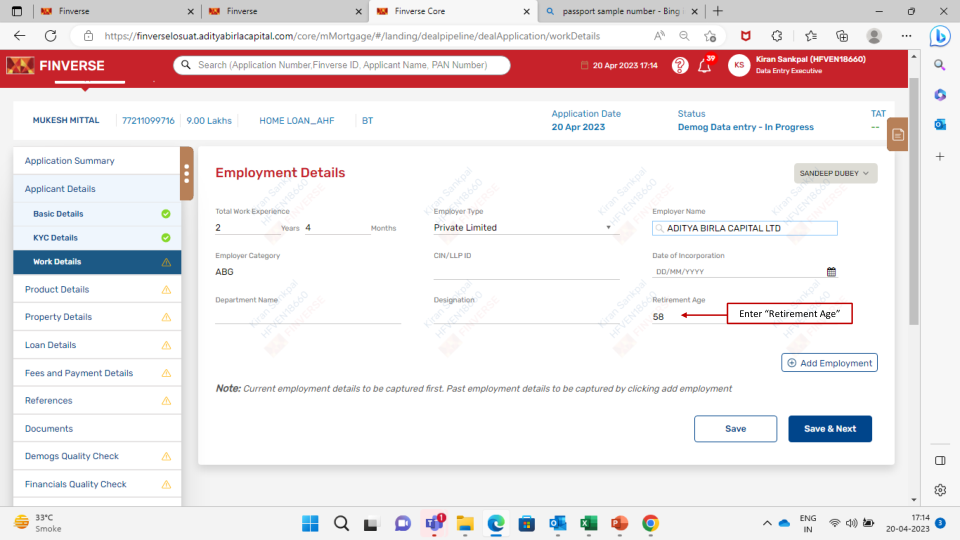 Finverse
Finverse
Finverse Core
passport sample number - Bing
https://finverselosuat.adityabirlacapital.com/core/mMortgage/#/landing/dealpipeline/dealApplication/workDetails
FINVERSE
Search (Application Number,Finverse ID, Applicant Name, PAN Number)
20 Apr 2023 17:14
39
KS
Kiran Sankpal (HFVEN18660)
Data Entry Executive
MUKESH MITTAL
77211099716
9.00 Lakhs
HOME LOAN_AHF
BT
Application Date
20 Apr 2023
Status
Demog Data entry - In Progress
TAT
--
Application Summary
Applicant Details
Basic Details
KYC Details
Work Details
Product Details
Property Details
Loan Details
Fees and Payment Details
References
Documents
Demogs Quality Check
Financials Quality Check
Employment Details
SANDEEP DUBEY
Total Work Experience
2 Years 4 Months
Employer Type
Private Limited
Employer Name
ADITYA BIRLA CAPITAL LTD
Employer Category
ABG
CIN/LLP ID
Date of Incorporation
DD/MM/YYYY
Department Name
Designation
Retirement Age
58
Enter “Retirement Age”
Add Employment
Note: Current employment details to be captured first. Past employment details to be captured by clicking add employment
Save
Save & Next
Kiran Sankpal
HFVEN18660
FINVERSE
33°C
Smoke
1
ENG
IN
17:14
20-04-2023
3